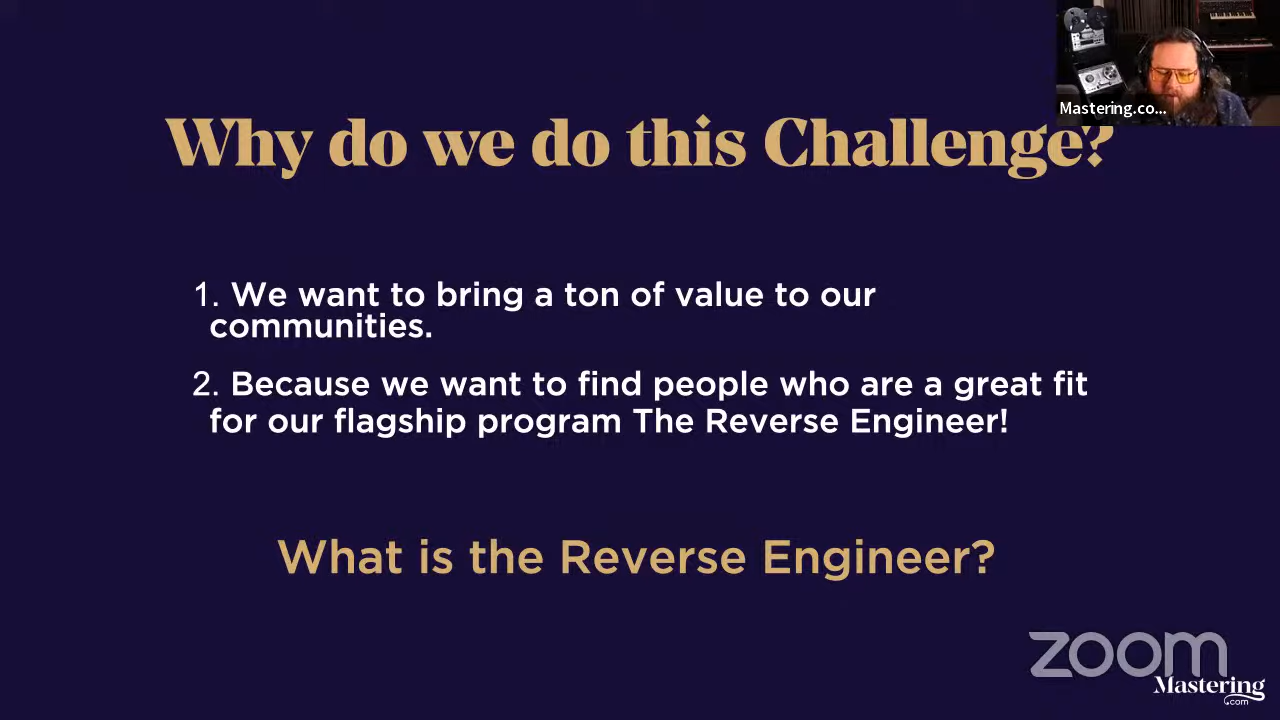 Mastering.co...
Why do we do this Challenge?
1. We want to bring a ton of value to our
communities.
2. Because we want to find people who are a great fit
for our flagship program The Reverse Engineer!
What is the Reverse Engineer?
zoom
Mastering
.com